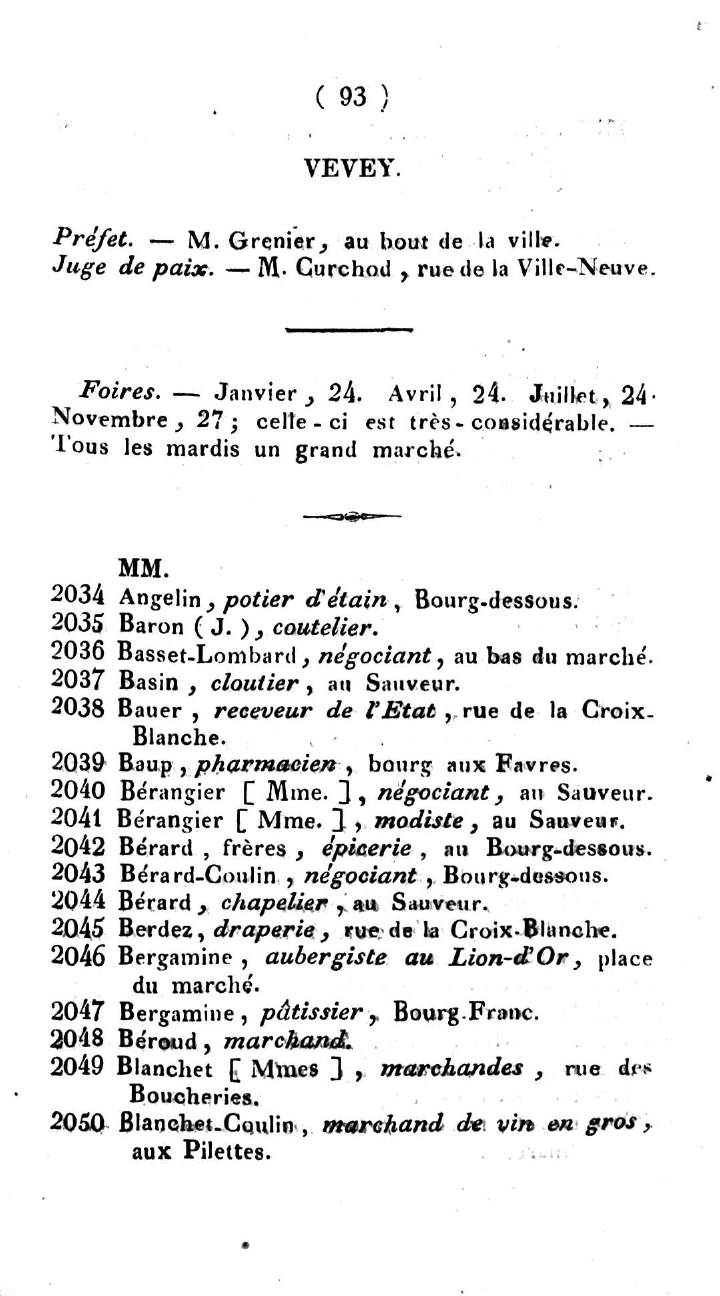 ( 93 )
VEVEY.
Préfet. — M. Grenier, au bout de la ville.
Juge de paix. — M. Curchod , rue de la Ville-Neuve.
Foires. — Janvier , 24. Avril , 24. Juillet, 24.
Novembre , 27 ; celle - ci est très - considérable. —
Tous les mardis un grand marché.
MM.
2034 Angelin, potier d'étain , Bourg-dessous.
2035 Baron ( J. ), coutelier.
2036 Basset-Lombard , négociant , au bas du marché.
2037 Basin , cloutier , au Sauveur.
2038 Bauer , receveur de l'Etat , rue de la Croix-
Blanche.
2039 Baup , pharmacien , bourg aux Favres.
2040 Bérangier [ Mme. ] , négociant , au Sauveur.
2041 Bérangier [ Mme. ] , modiste , au Sauveur.
2042 Bérard , frères , épicerie , au Bourg-dessous.
2043 Bérard-Coulin , négociant , Bourg-dessous.
2044 Bérard , chapelier , au Sauveur.
2045 Berdez, draperie , rue de la Croix-Blanche.
2046 Bergamine , aubergiste au Lion-d'Or , place
du marché.
2047 Bergamine , pâtissier , Bourg-Franc.
2048 Béroud , marchand.
2049 Blanchet [ Mmes ] , marchandes , rue des
Boucheries.
2050 Blanchet-Coulin , marchand de vin en gros ,
aux Pilettes.